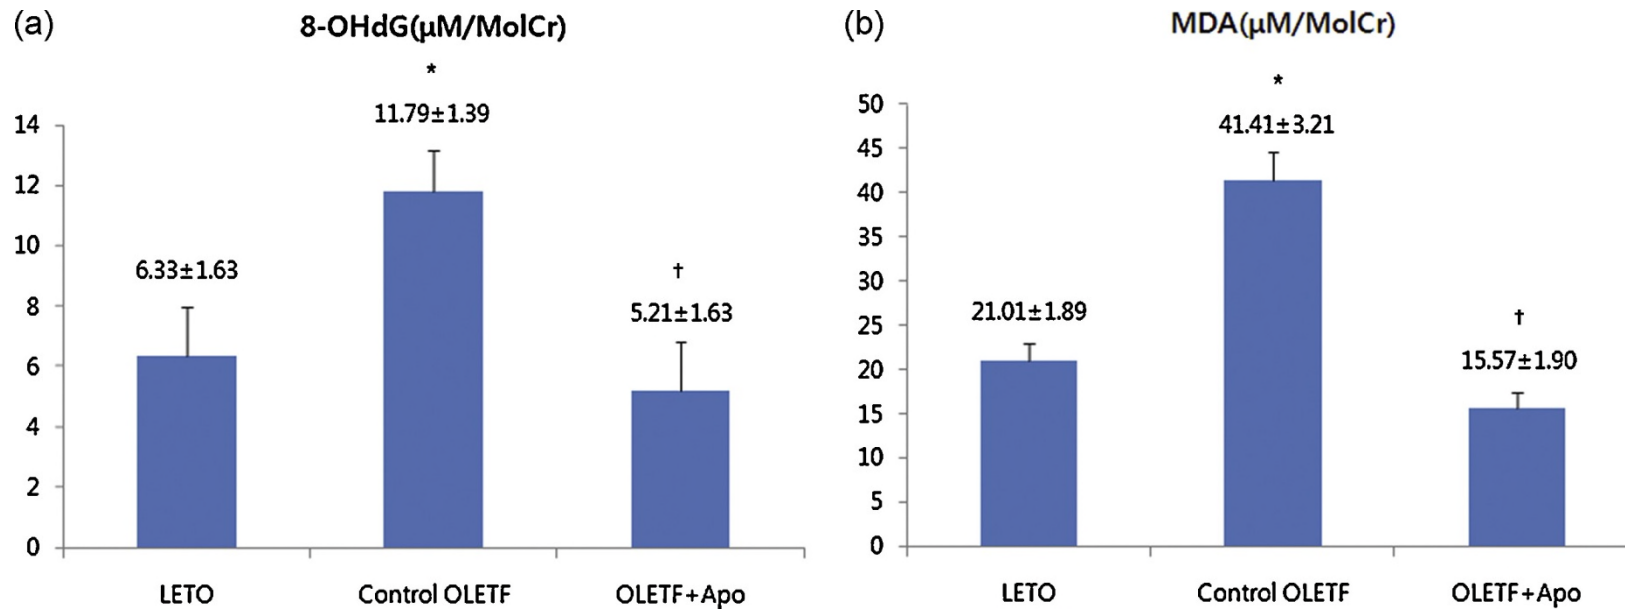 (a)
8-OHdG(µM/MolCr)
*
11.79±1.39
14
12
10
8
6
4
2
0
6.33±1.63
†
5.21±1.63
LETO
Control OLETF
OLETF+Apo
(b)
MDA(µM/MolCr)
*
41.41±3.21
50
45
40
35
30
25
20
15
10
5
0
21.01±1.89
†
15.57±1.90
LETO
Control OLETF
OLETF+Apo